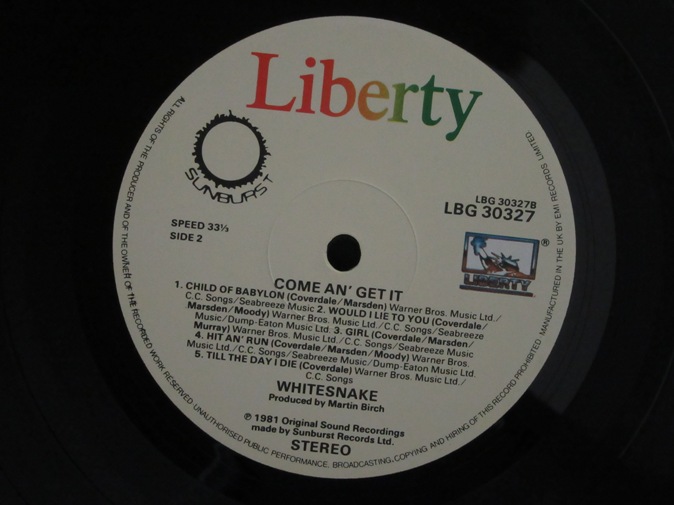 Liberty
SUNBURST
LBG 30327B
LBG 30327
SPEED 33⅓
SIDE 2
LIBERTY
®
COME AN' GET IT
1. CHILD OF BABYLON (Coverdale/Marsden) Warner Bros. Music Ltd./
C.C. Songs/Seabreeze Music 2. WOULD I LIE TO YOU (Coverdale/
Marsden/Moody) Warner Bros. Music Ltd./C.C. Songs/Seabreeze
Music/Dump-Eaton Music Ltd. 3. GIRL (Coverdale/Marsden/
Murray) Warner Bros. Music Ltd./C.C. Songs/Seabreeze Music
4. HIT AN' RUN (Coverdale/Marsden/Moody) Warner Bros.
Music Ltd./C.C. Songs/Seabreeze Music/Dump-Eaton Music Ltd.
5. TILL THE DAY I DIE (Coverdale) Warner Bros. Music Ltd./
C.C. Songs
WHITESNAKE
Produced by Martin Birch
℗ 1981 Original Sound Recordings
made by Sunburst Records Ltd.
STEREO
ALL RIGHTS OF THE PRODUCER AND OF THE OWNER OF THE RECORDED WORK RESERVED. UNAUTHORISED PUBLIC PERFORMANCE, BROADCASTING, COPYING AND HIRING OF THIS RECORD PROHIBITED. MANUFACTURED IN THE UK BY EMI RECORDS LIMITED